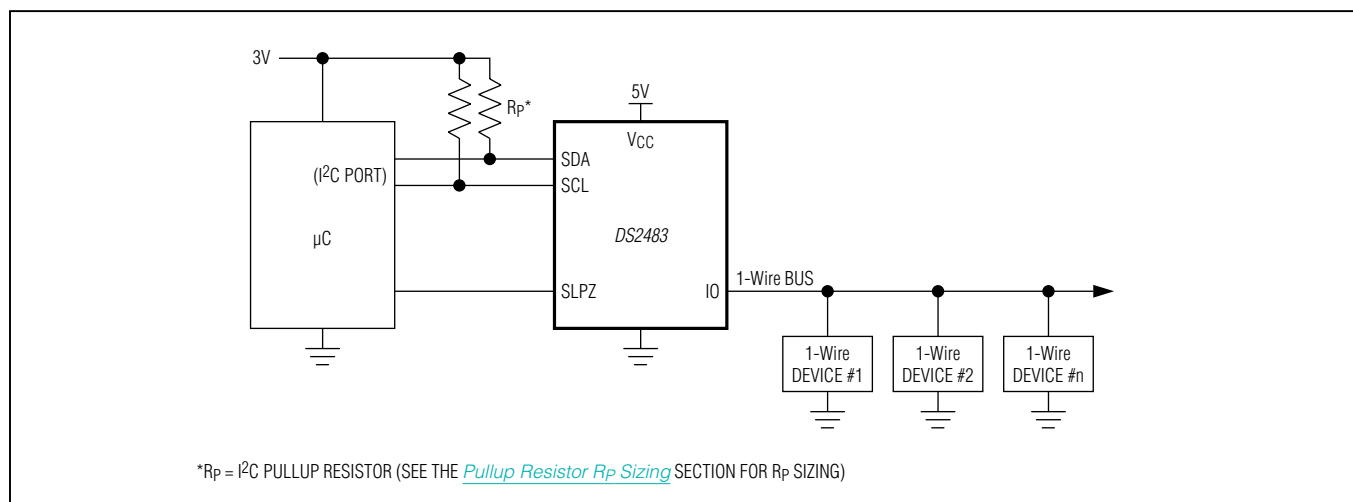 3V
RP*
5V
VCC
SDA
(I²C PORT)
SCL
µC
DS2483
SLPZ
IO
1-Wire BUS
1-Wire
DEVICE #1
1-Wire
DEVICE #2
1-Wire
DEVICE #n
*RP = I²C PULLUP RESISTOR (SEE THE Pullup Resistor RP Sizing SECTION FOR RP SIZING)